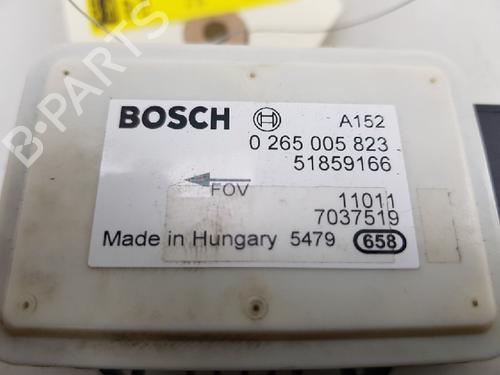 BOSCH A152
0 265 005 823
51859166
FOV
11011
7037519
Made in Hungary 5479 658
B-PARTS